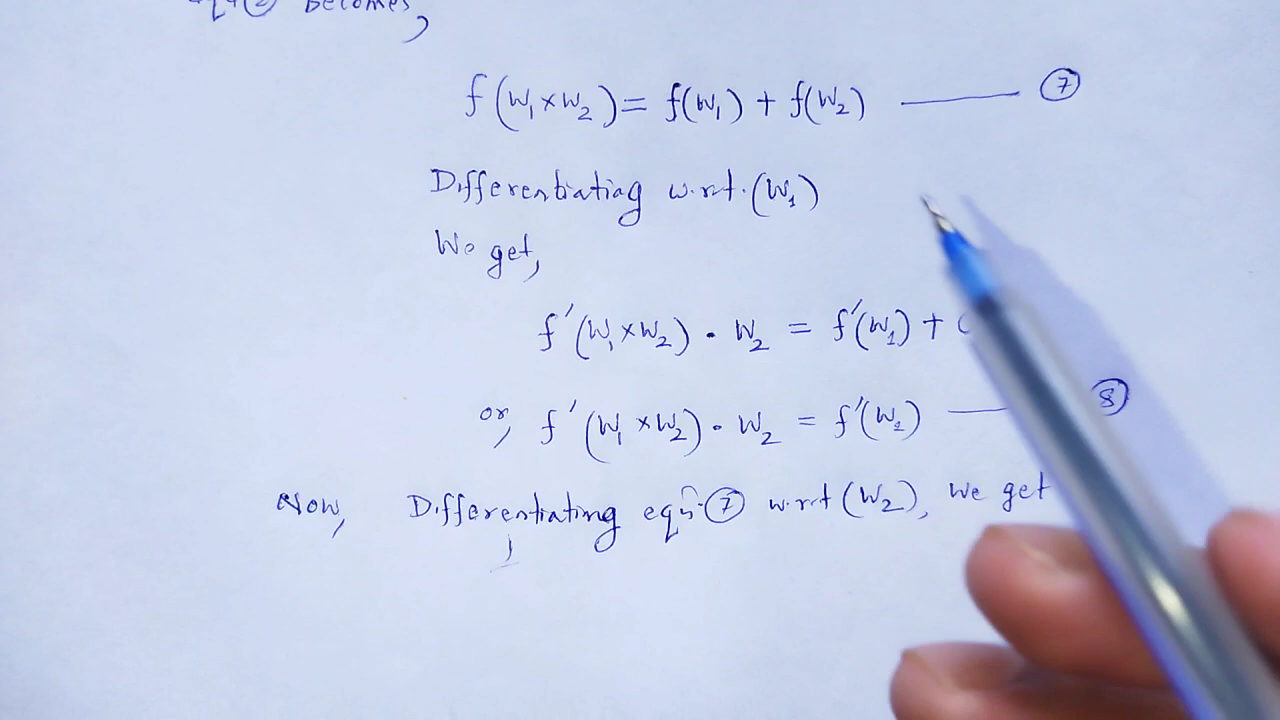 becomes,
f(W₁×W₂) = f(W₁) + f(W₂) —— ⑦
Differentiatiag w.r.t.(W₁)
We get,
f′(W₁×W₂) · W₂ = f′(W₁) +
or, f′(W₁×W₂) · W₂ = f′(W₁) —— ⑧
Now, Differentiating eqn. ⑦ w.r.t (W₂), We get